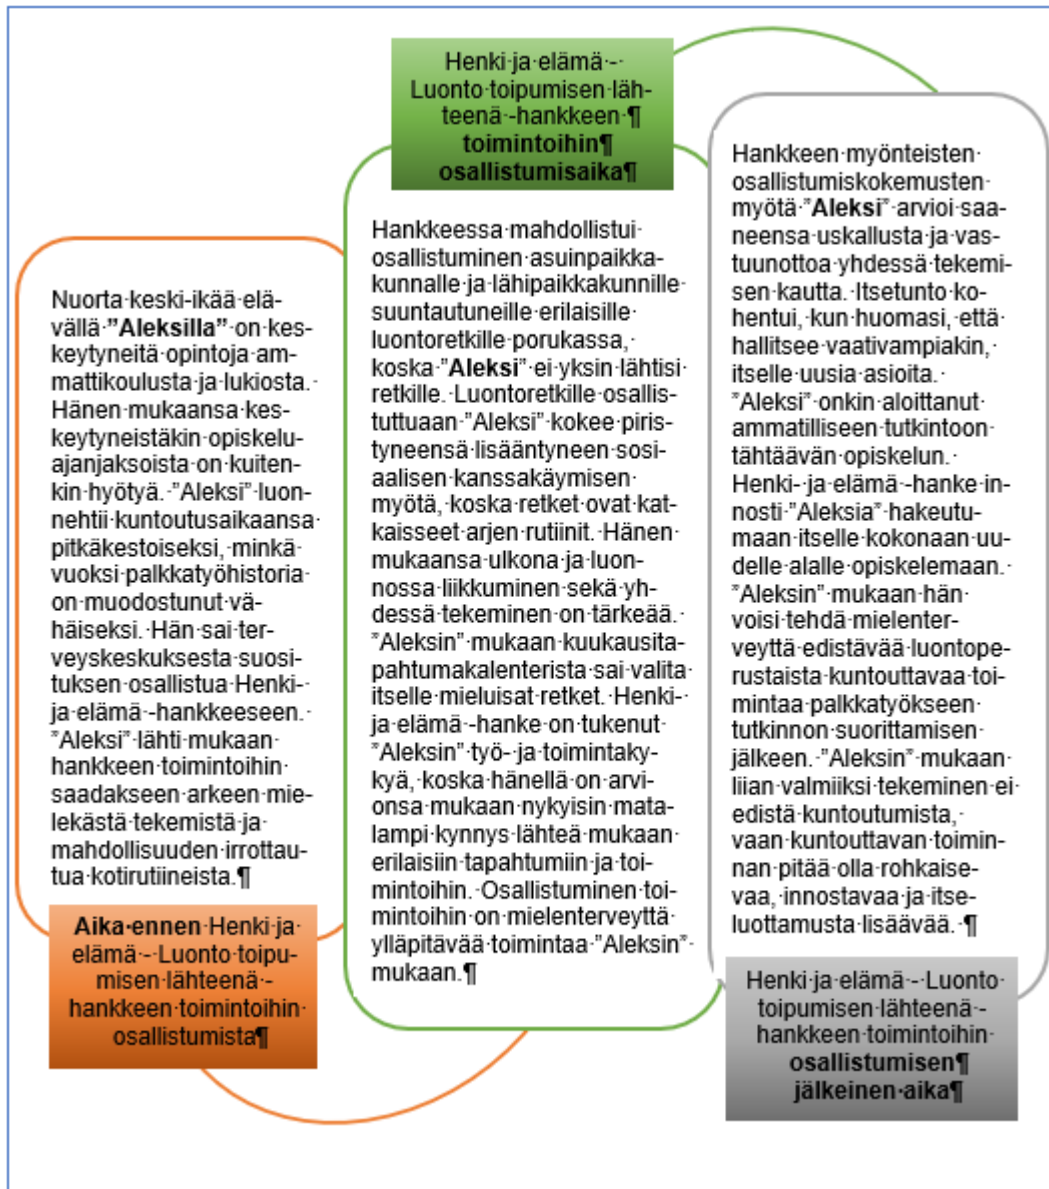 Nuorta keski-ikää elä-
vällä ”Aleksilla” on kes-
keytyneitä opintoja am-
mattikoulusta ja lukiosta.
Hänen mukaansa kes-
keytyneistäkin opiskelu-
ajanjaksoista on kuiten-
kin hyötyä. ”Aleksi” luon-
nehtii kuntoutusaikaansa
pitkäkestoiseksi, minkä
vuoksi palkkatyöhistoria
on muodostunut vä-
häiseksi. Hän sai ter-
veyskeskuksesta suosi-
tuksen osallistua Henki-
ja elämä -hankkeeseen.
”Aleksi” lähti mukaan
hankkeen toimintoihin
saadakseen arkeen mie-
lekästä tekemistä ja
mahdollisuuden irrottau-
tua kotirutiineista.¶
Aika ennen Henki ja
elämä - Luonto toipu-
misen lähteenä -
hankkeen toimintoihin
osallistumista¶
Henki ja elämä -
Luonto toipumisen läh-
teenä -hankkeen ¶
toimintoihin¶
osallistumisaika¶
Hankkeessa mahdollistui
osallistuminen asuinpaikka-
kunnalle ja lähipaikkakunnille
suuntautuneille erilaisille
luontoretkille porukassa,
koska ”Aleksi” ei yksin lähtisi
retkille. Luontoretkille osallis-
tuttuaan ”Aleksi” kokee piris-
tyneensä lisääntyneen sosi-
aalisen kanssakäymisen
myötä, koska retket ovat kat-
kaisseet arjen rutiinit. Hänen
mukaansa ulkona ja luon-
nossa liikkuminen sekä yh-
dessä tekeminen on tärkeää.
”Aleksin” mukaan kuukausita-
pahtumakalenterista sai valita
itselle mieluisat retket. Henki-
ja elämä -hanke on tukenut
”Aleksin” työ- ja toimintaky-
kyä, koska hänellä on arvi-
onsa mukaan nykyisin mata-
lampi kynnys lähteä mukaan
erilaisiin tapahtumiin ja toi-
mintoihin. Osallistuminen toi-
mintoihin on mielenterveyttä
ylläpitävää toimintaa ”Aleksin”
mukaan.¶
Hankkeen myönteisten
osallistumiskokemusten
myötä ”Aleksi” arvioi saa-
neensa uskallusta ja vas-
tuunottoa yhdessä tekemi-
sen kautta. Itsetunto ko-
hentui, kun huomasi, että
hallitsee vaativampiakin,
itselle uusia asioita.
”Aleksi” onkin aloittanut
ammatilliseen tutkintoon
tähtäävän opiskelun.
Henki- ja elämä -hanke in-
nosti ”Aleksia” hakeutu-
maan itselle kokonaan uu-
delle alalle opiskelemaan.
”Aleksin” mukaan hän
voisi tehdä mielenter-
veyttä edistävää luontope-
rustaista kuntouttavaa toi-
mintaa palkkatyökseen
tutkinnon suorittamisen
jälkeen. ”Aleksin” mukaan
liian valmiiksi tekeminen ei
edistä kuntoutumista,
vaan kuntouttavan toimin-
nan pitää olla rohkaise-
vaa, innostavaa ja itse-
luottamusta lisäävää. ¶
Henki ja elämä - Luonto
toipumisen lähteenä -
hankkeen toimintoihin
osallistumisen¶
jälkeinen aika¶